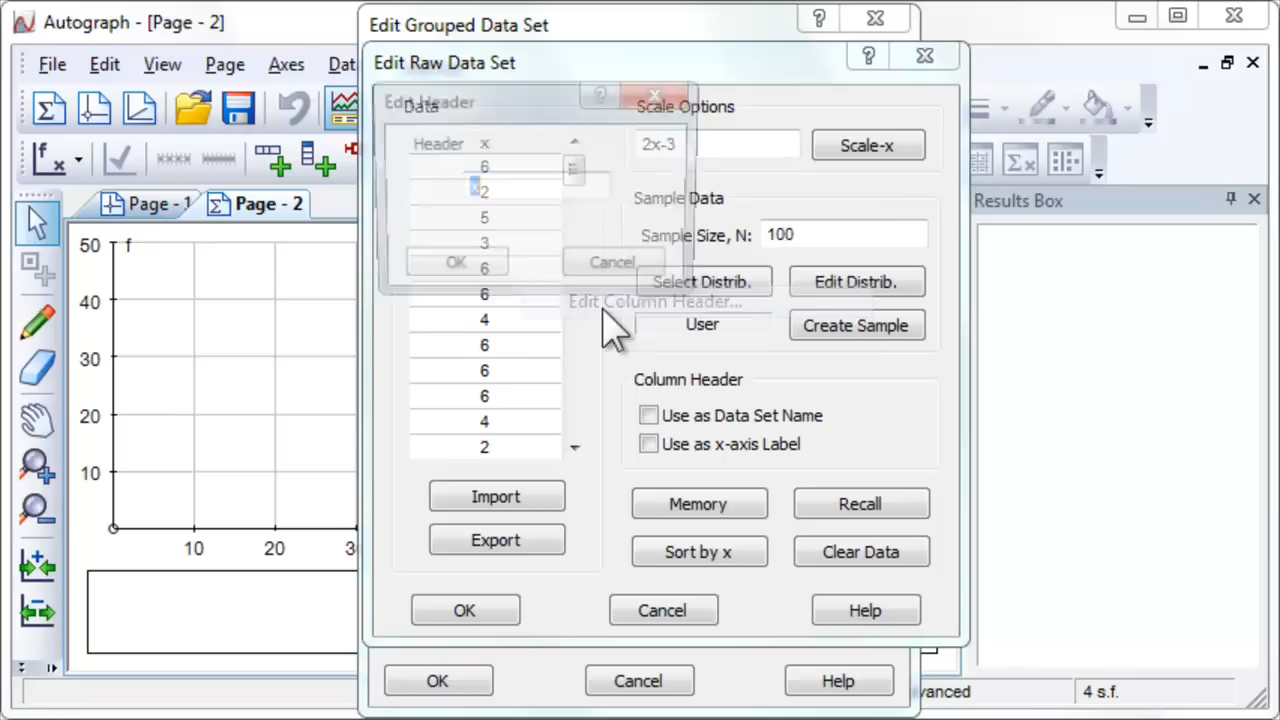 Autograph - [Page - 2]
Edit Grouped Data Set
Edit Raw Data Set
File Edit View Page Axes Dat
Edit Header
Data
Scale Options
Header x
2x-3
Scale-x
6
x
2
5
3
6
6
4
6
6
6
4
2
OK
Cancel
Edit Column Header...
Sample Data
Sample Size, N: 100
Select Distrib.
Edit Distrib.
User
Create Sample
Column Header
Use as Data Set Name
Use as x-axis Label
Import
Export
Memory
Recall
Sort by x
Clear Data
OK
Cancel
Help
OK
Cancel
Help
Page - 1
Page - 2
Results Box
50 f
40
30
20
10
10 20 3
vanced
4 s.f.